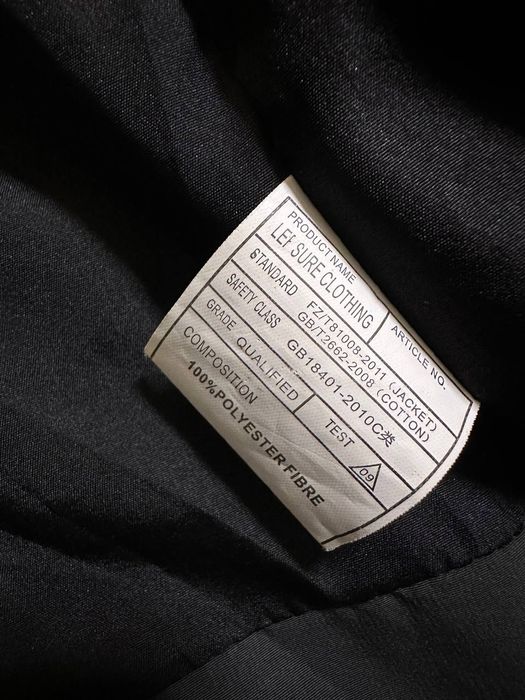 PRODUCT NAME ARTICLE NO.
LEI SURE CLOTHING
STANDARD FZ/T81008-2011 (JACKET)
GB/T2662-2008 (COTTON)
SAFETY CLASS GB18401-2010C类
GRADE QUALIFIED TEST 09
COMPOSITION
100%POLYESTER FIBRE